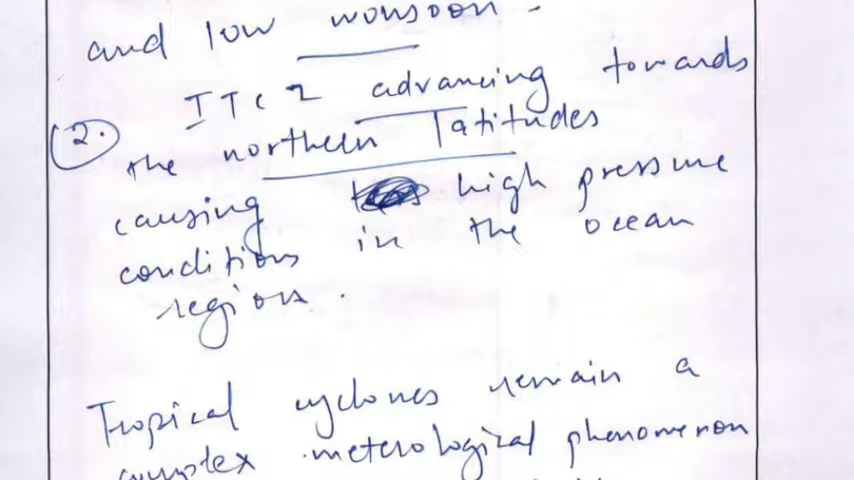 and low monsoon -
ITCZ advancing towards
2. the northern latitudes
causing high pressure
conditions in the ocean
region.
Tropical cyclones remain a
complex meterological phenomenon